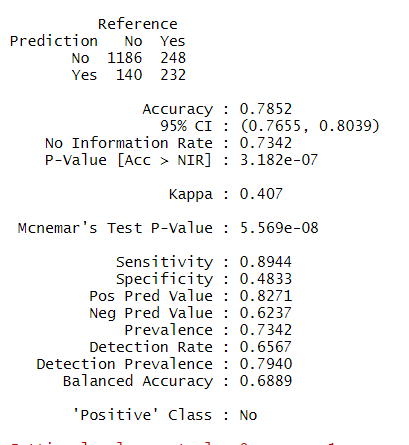 Reference
Prediction No Yes
No 1186 248
Yes 140 232
Accuracy : 0.7852
95% CI : (0.7655, 0.8039)
No Information Rate : 0.7342
P-Value [Acc > NIR] : 3.182e-07
Kappa : 0.407
Mcnemar's Test P-Value : 5.569e-08
Sensitivity : 0.8944
Specificity : 0.4833
Pos Pred Value : 0.8271
Neg Pred Value : 0.6237
Prevalence : 0.7342
Detection Rate : 0.6567
Detection Prevalence : 0.7940
Balanced Accuracy : 0.6889
'Positive' Class : No